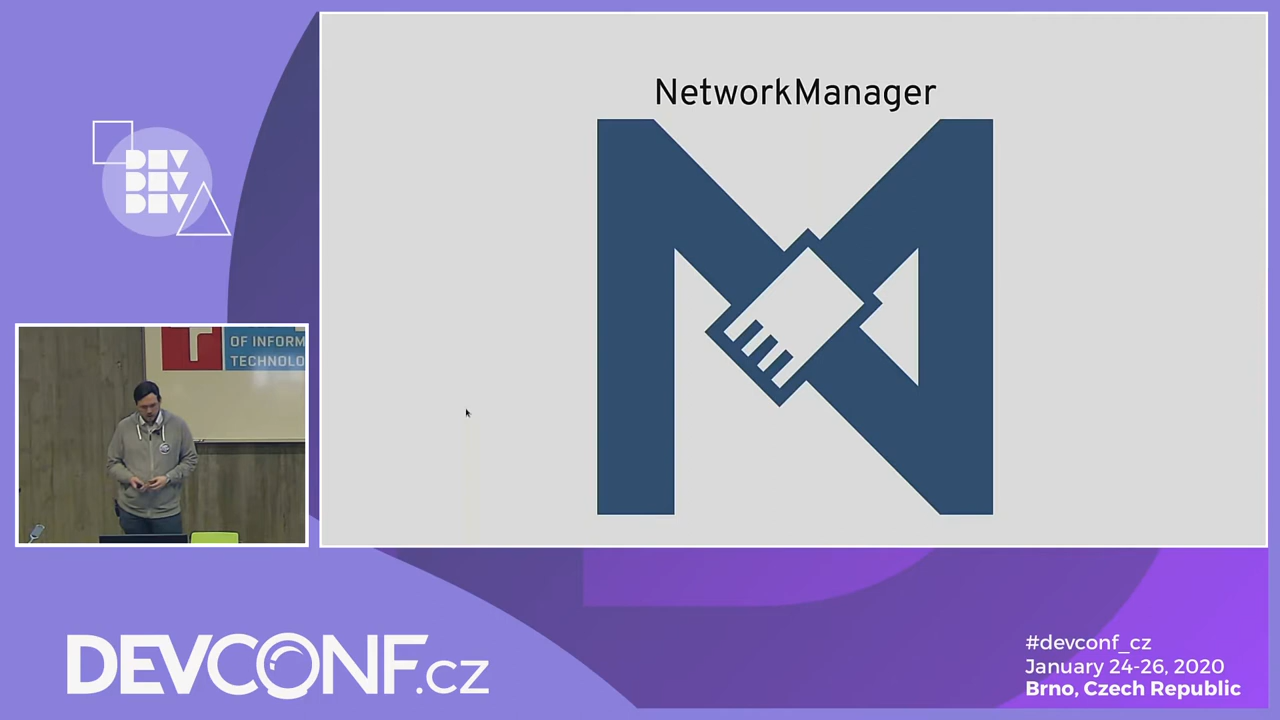 NetworkManager
DEV
DEV
DEV
OF INFORM
TECHNOLO
DEVCONF.cz
#devconf_cz
January 24-26, 2020
Brno, Czech Republic